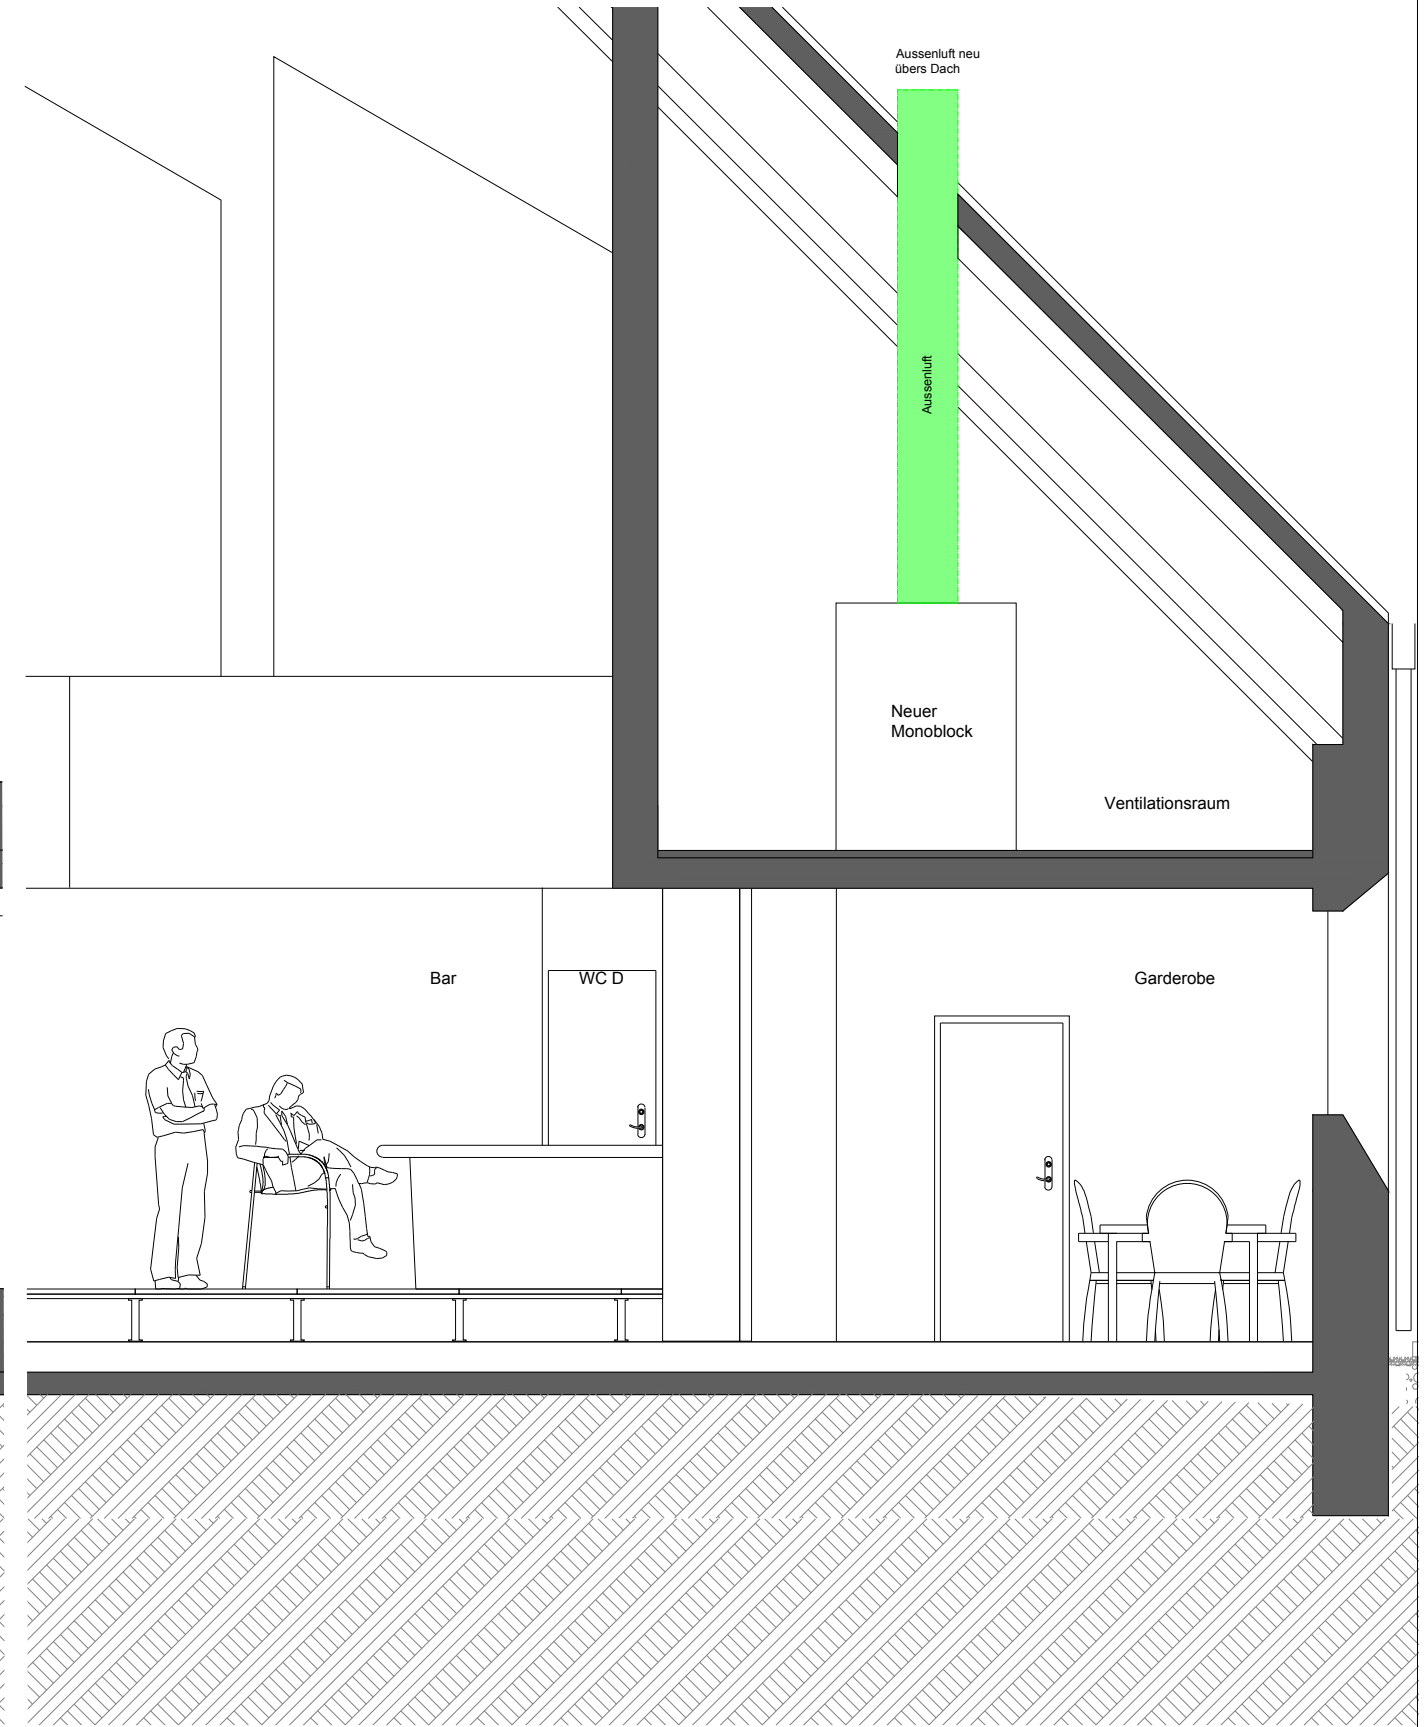 Aussenluft neu
übers Dach
Aussenluft
Neuer
Monoblock
Ventilationsraum
Bar
WC D
Garderobe